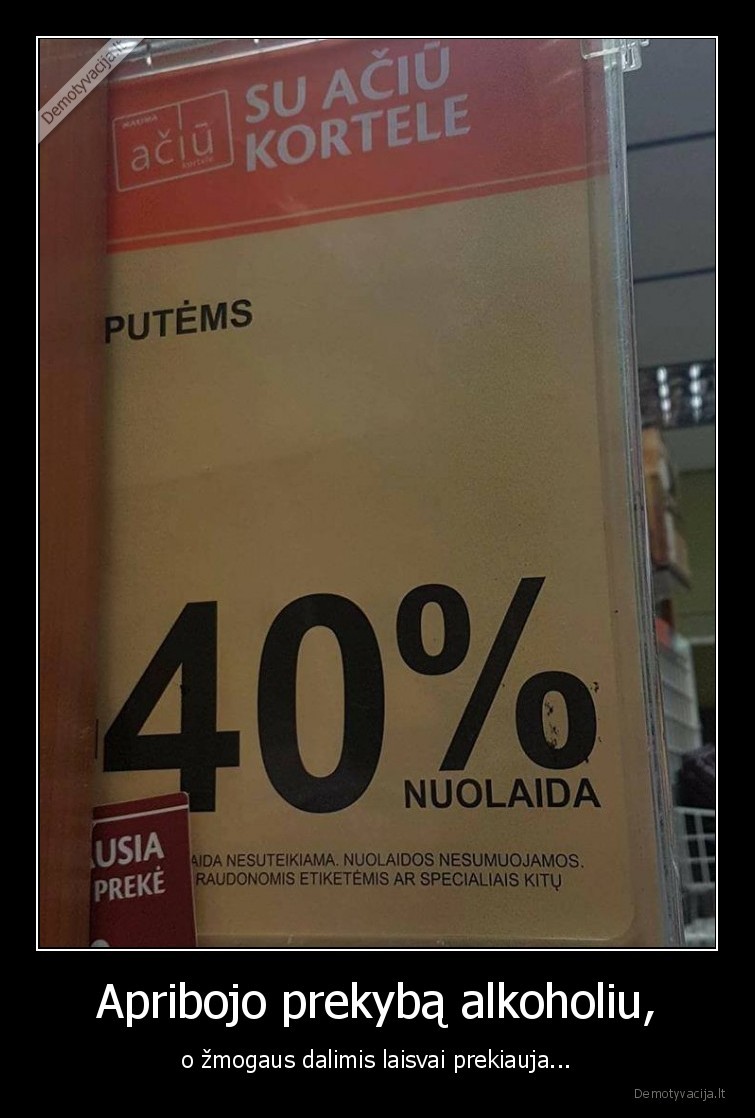 Demotyvacija.lt
MAXIMA
ačiū
kortelė
SU AČIŪ
KORTELE
PUTĖMS
40%
NUOLAIDA
USIA
PREKĖ
AIDA NESUTEIKIAMA. NUOLAIDOS NESUMUOJAMOS.
RAUDONOMIS ETIKETĖMIS AR SPECIALIAIS KITŲ
Apribojo prekybą alkoholiu,
o žmogaus dalimis laisvai prekiauja...
Demotyvacija.lt